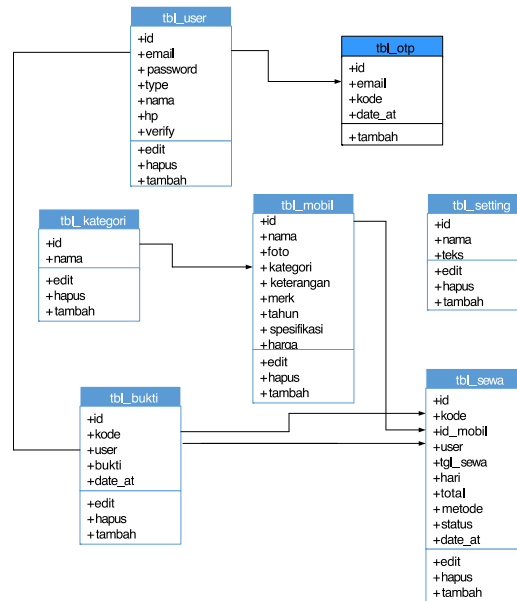 tbl_user
+id
+email
+ password
+type
+nama
+hp
+verify
+edit
+hapus
+tambah
tbl_otp
+id
+email
+kode
+date_at
+tambah
tbl_kategori
+id
+nama
+edit
+hapus
+tambah
tbl_mobil
+id
+nama
+foto
+ kategori
+ keterangan
+merk
+tahun
+ spesifikasi
+harga
+edit
+hapus
+tambah
tbl_setting
+id
+nama
+teks
+edit
+hapus
+tambah
tbl_bukti
+id
+kode
+user
+bukti
+date_at
+edit
+hapus
+tambah
tbl_sewa
+id
+kode
+id_mobil
+user
+tgl_sewa
+hari
+total
+metode
+status
+date_at
+edit
+hapus
+tambah